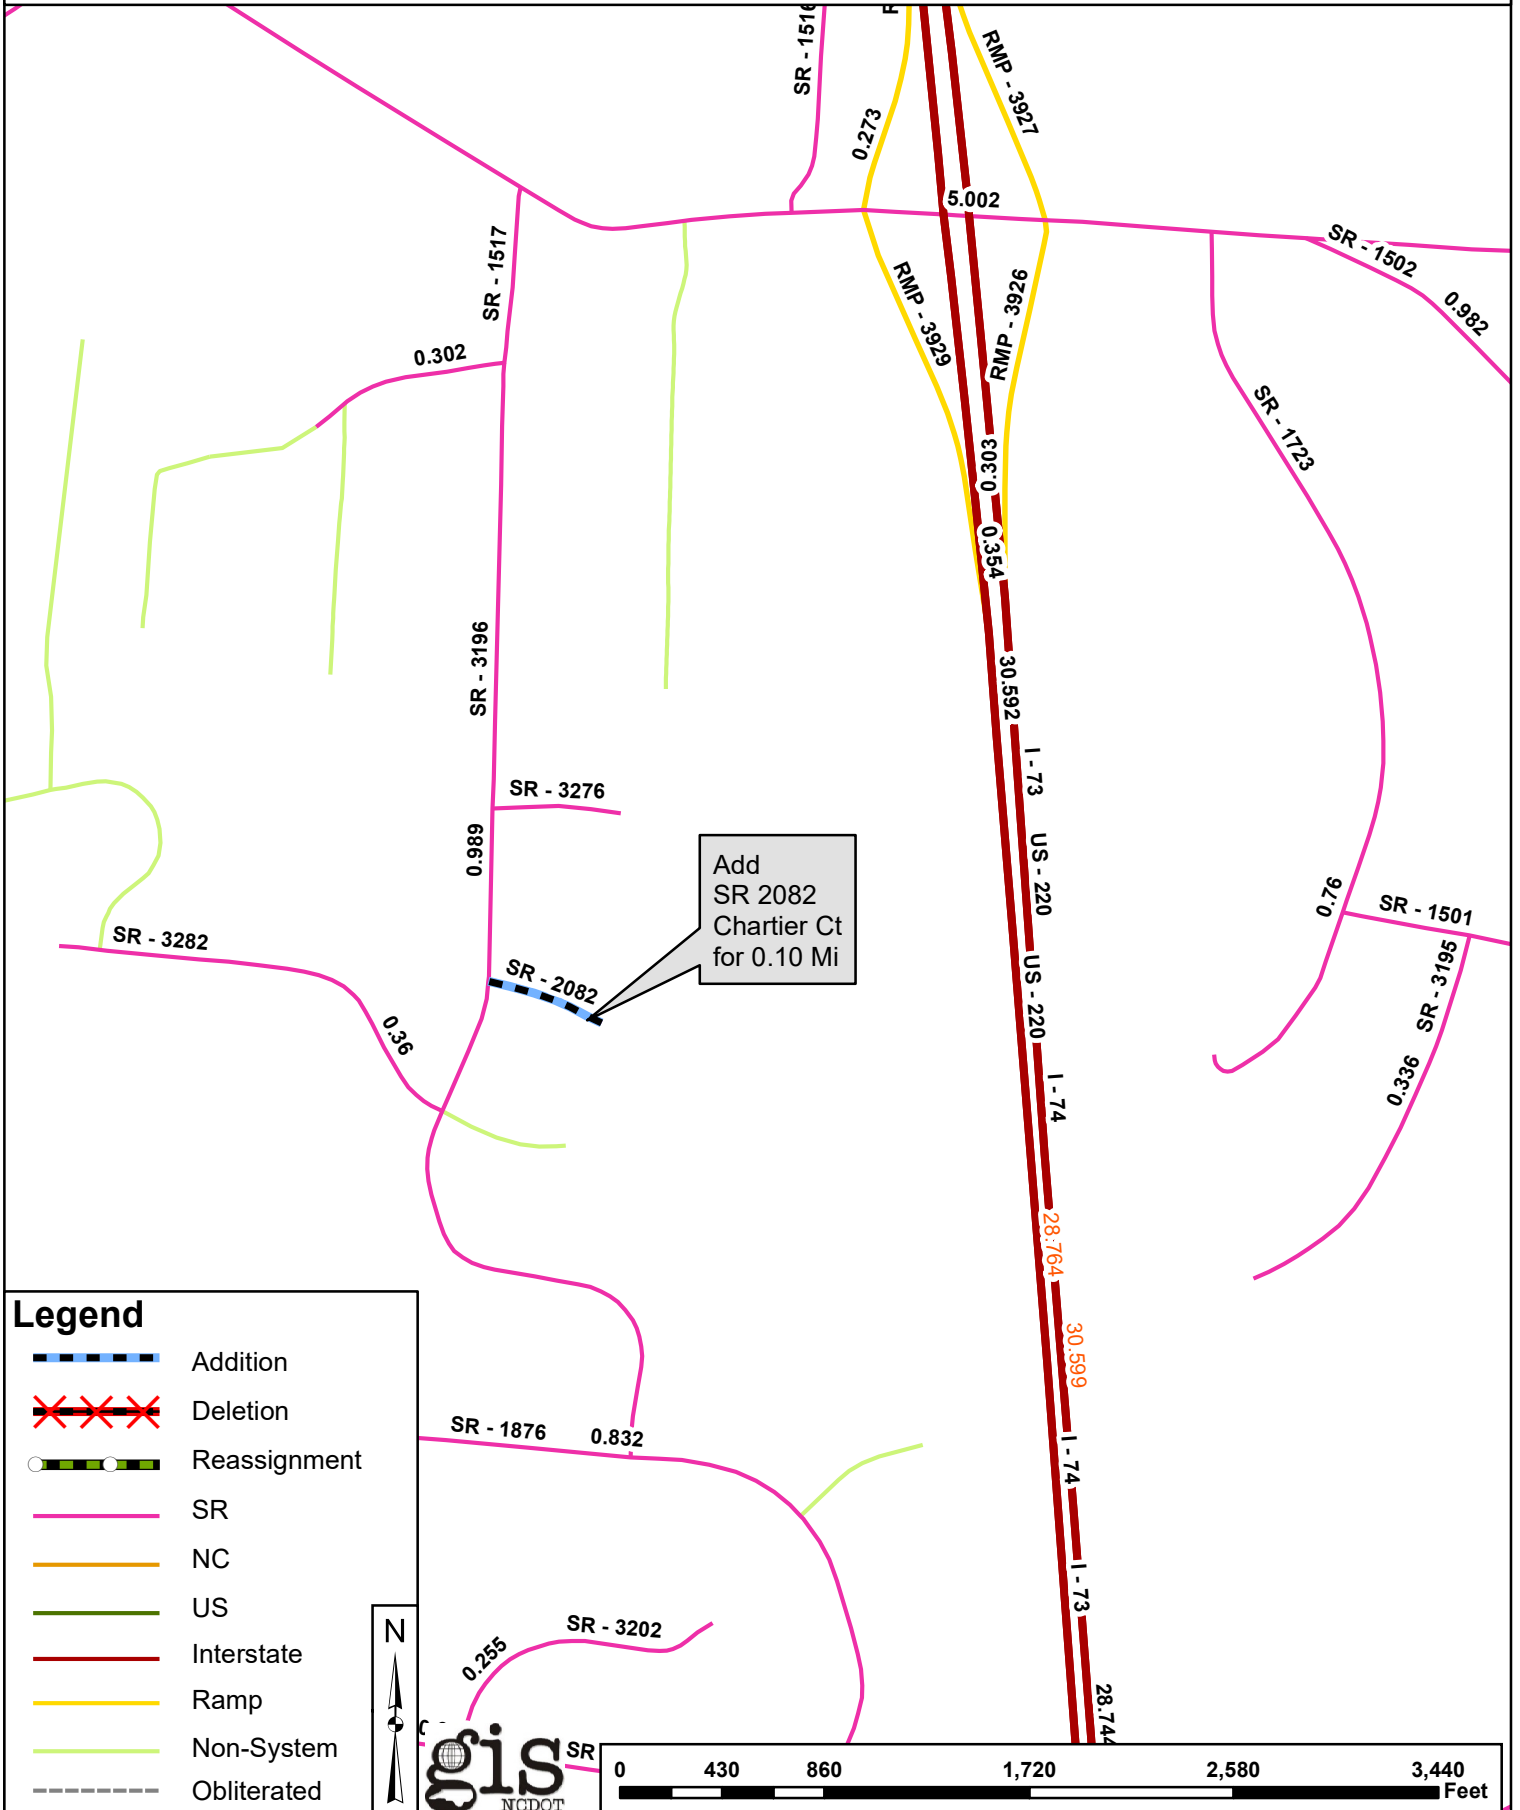 SR - 1516
RMP - 3927
0.273
5.002
SR - 1502
0.982
SR - 1517
RMP - 3929
RMP - 3926
0.302
SR - 1723
0.303
0.354
SR - 3196
30.592
I - 73
SR - 3276
0.989
US - 220
Add
SR 2082
Chartier Ct
for 0.10 Mi
0.76
SR - 1501
SR - 3282
SR - 3195
SR - 2082
US - 220
0.36
I - 74
0.336
28.764
30.599
SR - 1876
0.832
I - 74
I - 73
SR - 3202
0.255
28.744
SR
Legend
Addition
Deletion
Reassignment
SR
NC
US
Interstate
Ramp
Non-System
Obliterated
N
gis
NCDOT
0 430 860 1,720 2,580 3,440
Feet